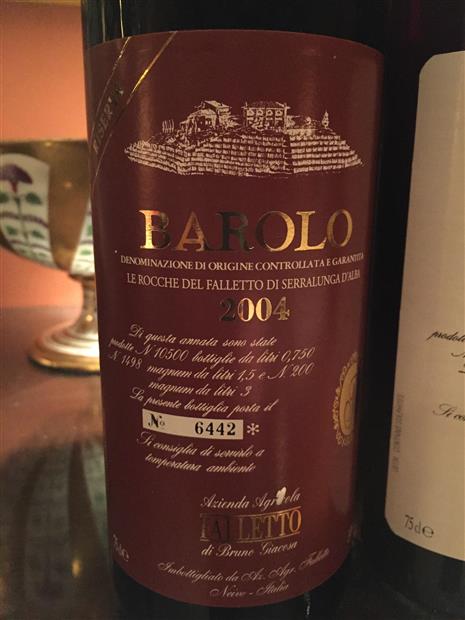 RISERVA
BAROLO
DENOMINAZIONE DI ORIGINE CONTROLLATA E GARANTITA
LE ROCCHE DEL FALLETTO DI SERRALUNGA D'ALBA
2004
Di questa annata sono state
prodotte N 10500 bottiglie da litri 0,750
N 1498 magnum da litri 1,5 e N 200
magnum da litri 3
La presente bottiglia porta il
No 6442 *
Si consiglia di servirlo a
temperatura ambiente
Azienda Agricola
FALLETTO
di Bruno Giacosa
Imbottigliato da Az. Agr. Falletto
Neive - Italia
75cl e
Si co
75 cl e